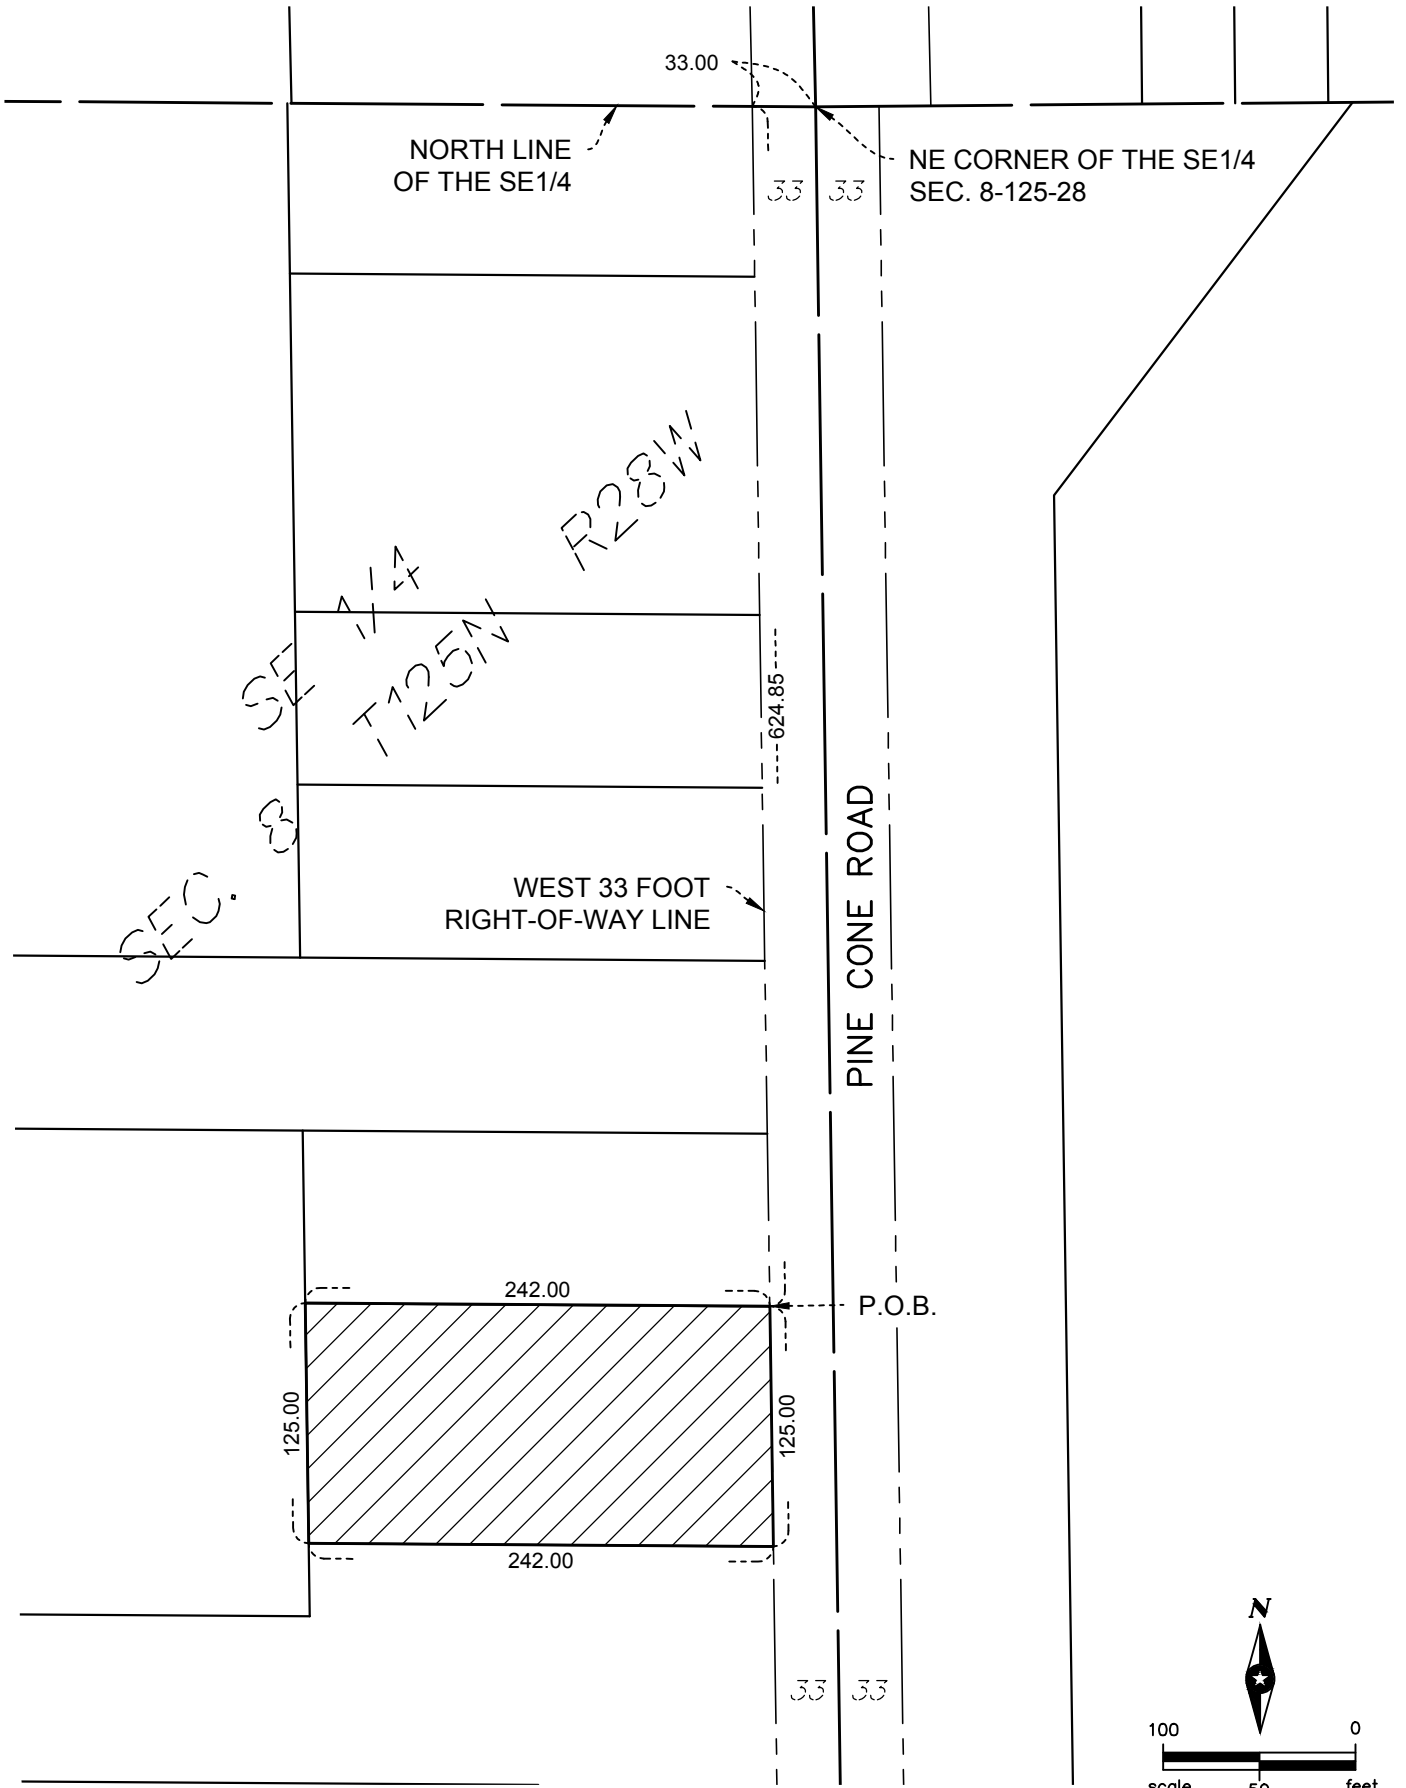 33.00
NORTH LINE
OF THE SE1/4
NE CORNER OF THE SE1/4
SEC. 8-125-28
33 33
R28W
SE 1/4
T125N
624.85
SEC. 8
WEST 33 FOOT
RIGHT-OF-WAY LINE
PINE CONE ROAD
242.00
P.O.B.
125.00
125.00
242.00
N
33 33
100 0
scale 50 feet